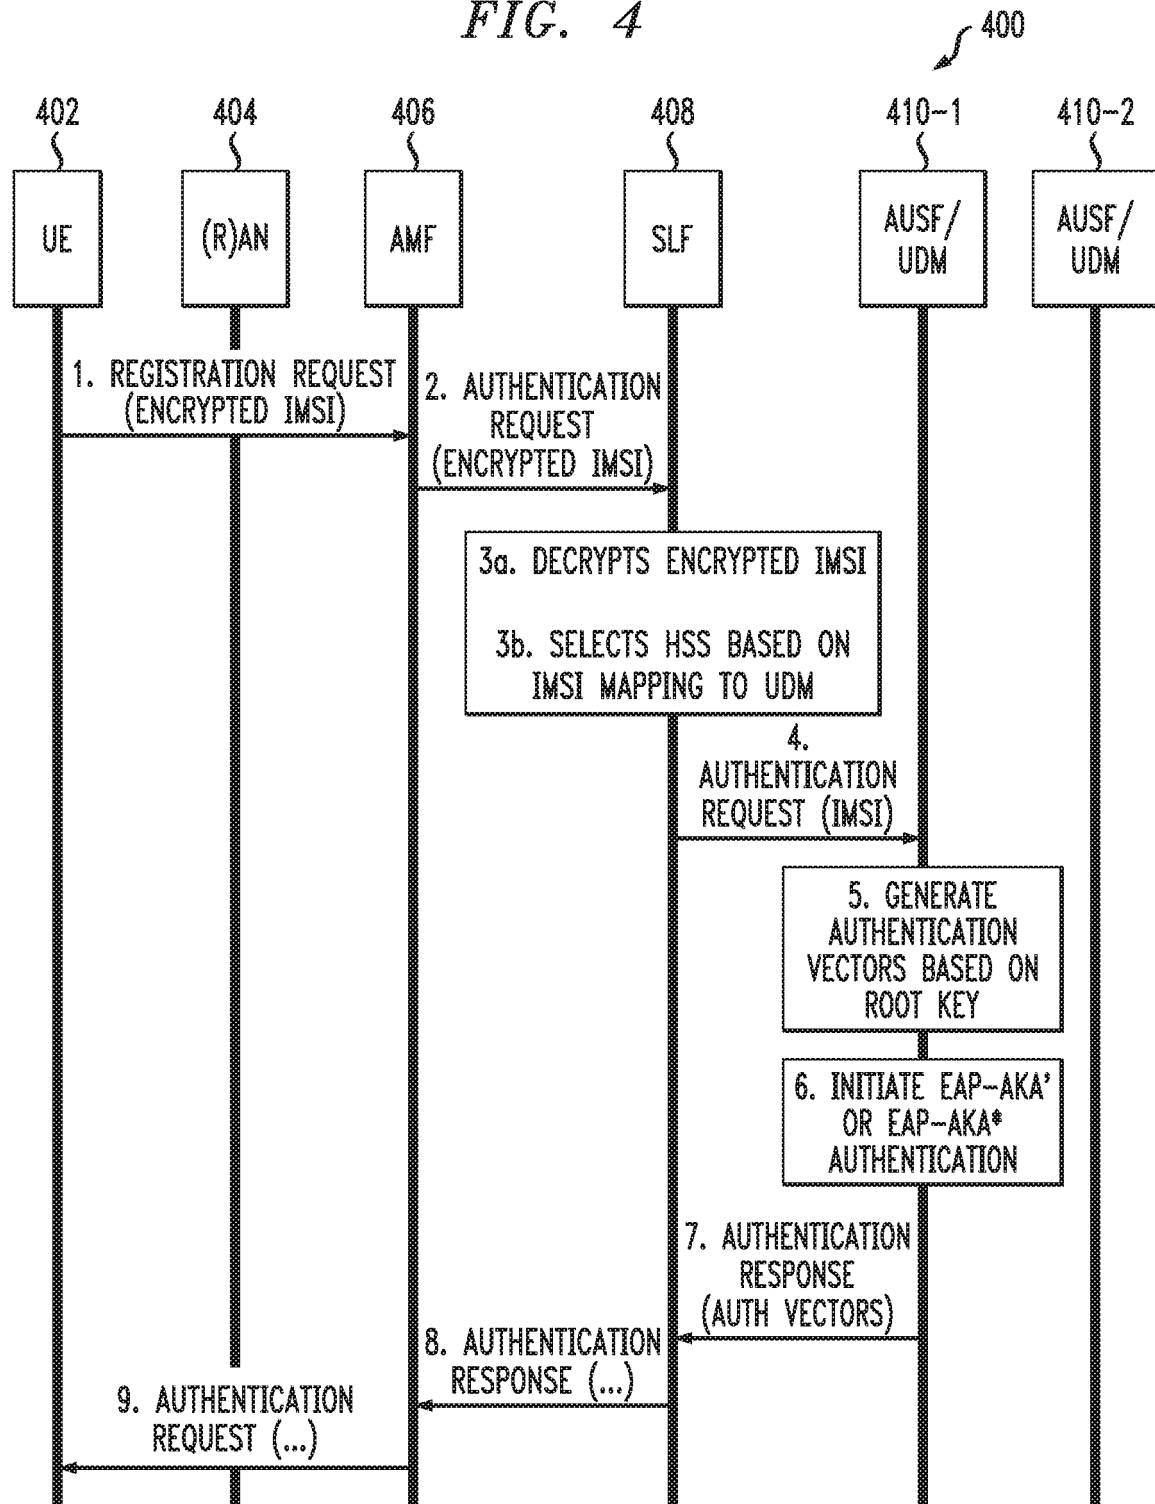 FIG. 4
400
402
404
406
408
410-1
410-2
UE
(R)AN
AMF
SLF
AUSF/
UDM
AUSF/
UDM
1. REGISTRATION REQUEST
(ENCRYPTED IMSI)
2. AUTHENTICATION
REQUEST
(ENCRYPTED IMSI)
3a. DECRYPTS ENCRYPTED IMSI
3b. SELECTS HSS BASED ON
IMSI MAPPING TO UDM
4.
AUTHENTICATION
REQUEST (IMSI)
5. GENERATE
AUTHENTICATION
VECTORS BASED ON
ROOT KEY
6. INITIATE EAP-AKA'
OR EAP-AKA*
AUTHENTICATION
7. AUTHENTICATION
RESPONSE
(AUTH VECTORS)
8. AUTHENTICATION
RESPONSE (...)
9. AUTHENTICATION
REQUEST (...)